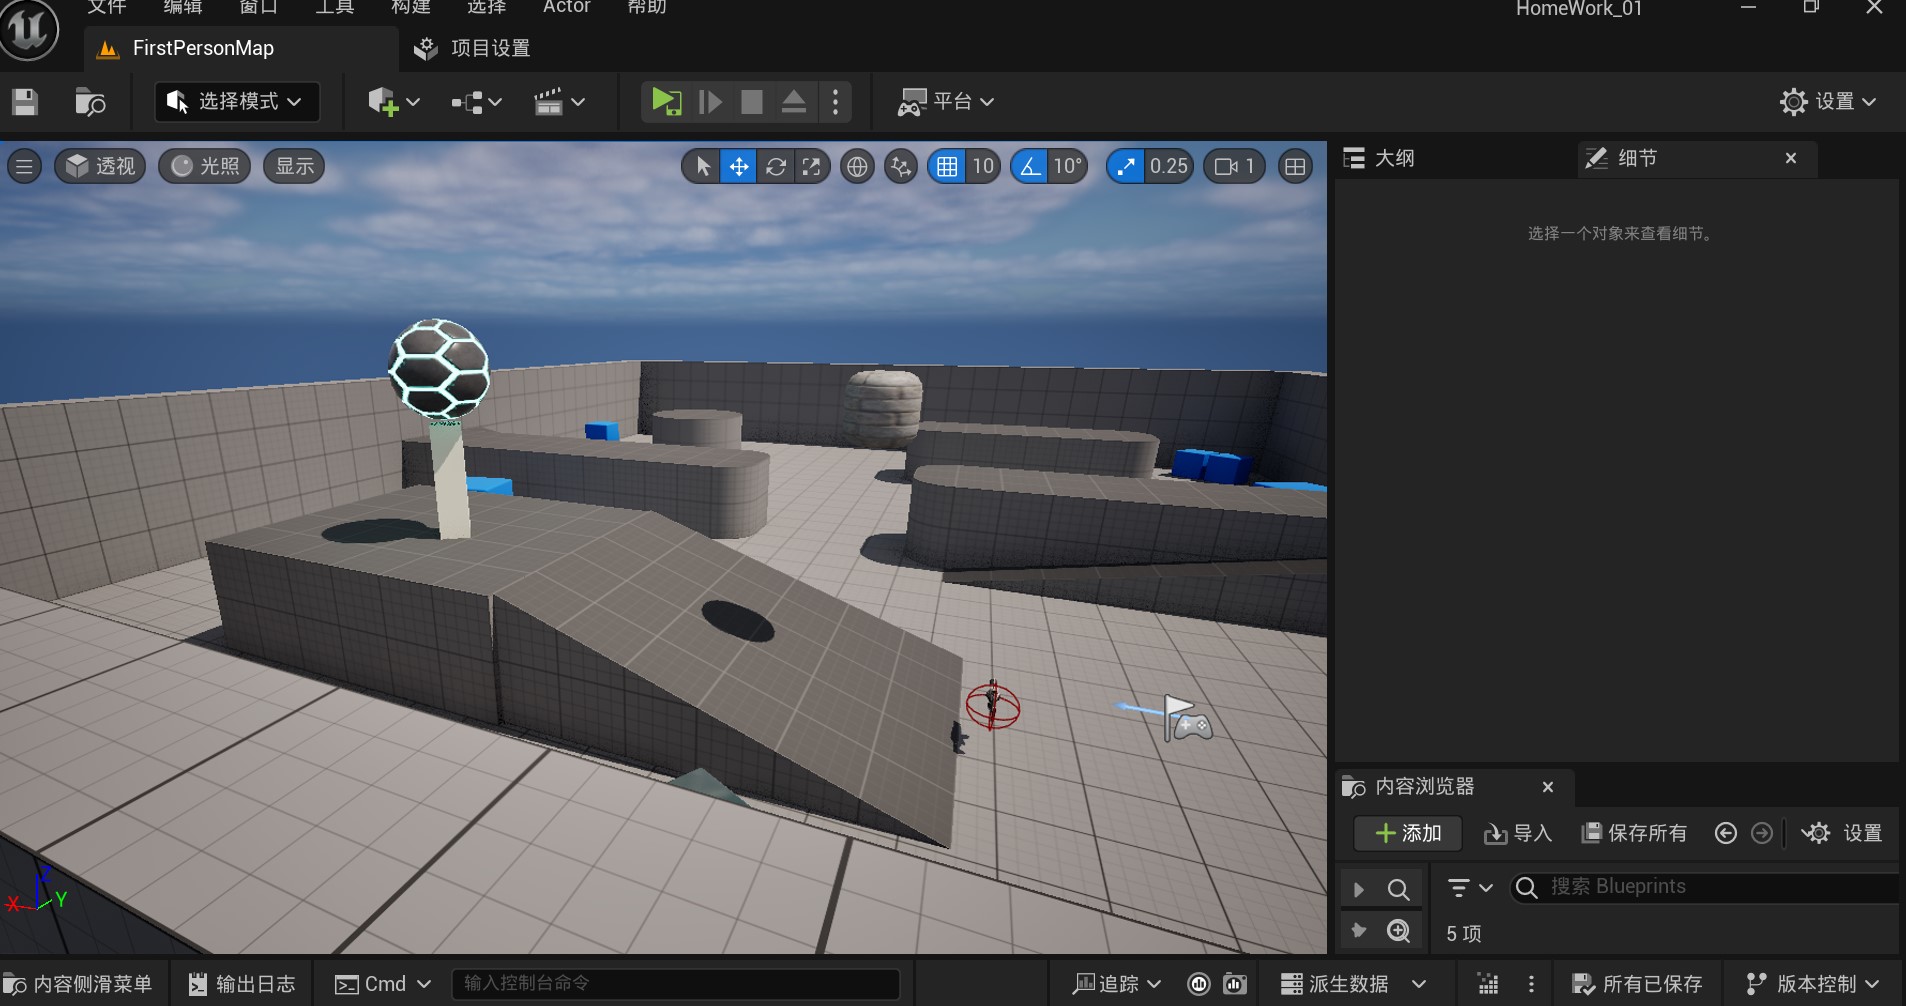 文件 编辑 窗口 工具 构建 选择 Actor 帮助 HomeWork_01
FirstPersonMap 项目设置
选择模式 平台 设置
透视 光照 显示 10 10° 0.25 1
大纲 细节
选择一个对象来查看细节。
内容浏览器
添加 导入 保存所有 设置
搜索 Blueprints
5 项
X Z Y
内容侧滑菜单 输出日志 Cmd 输入控制台命令 追踪 派生数据 所有已保存 版本控制